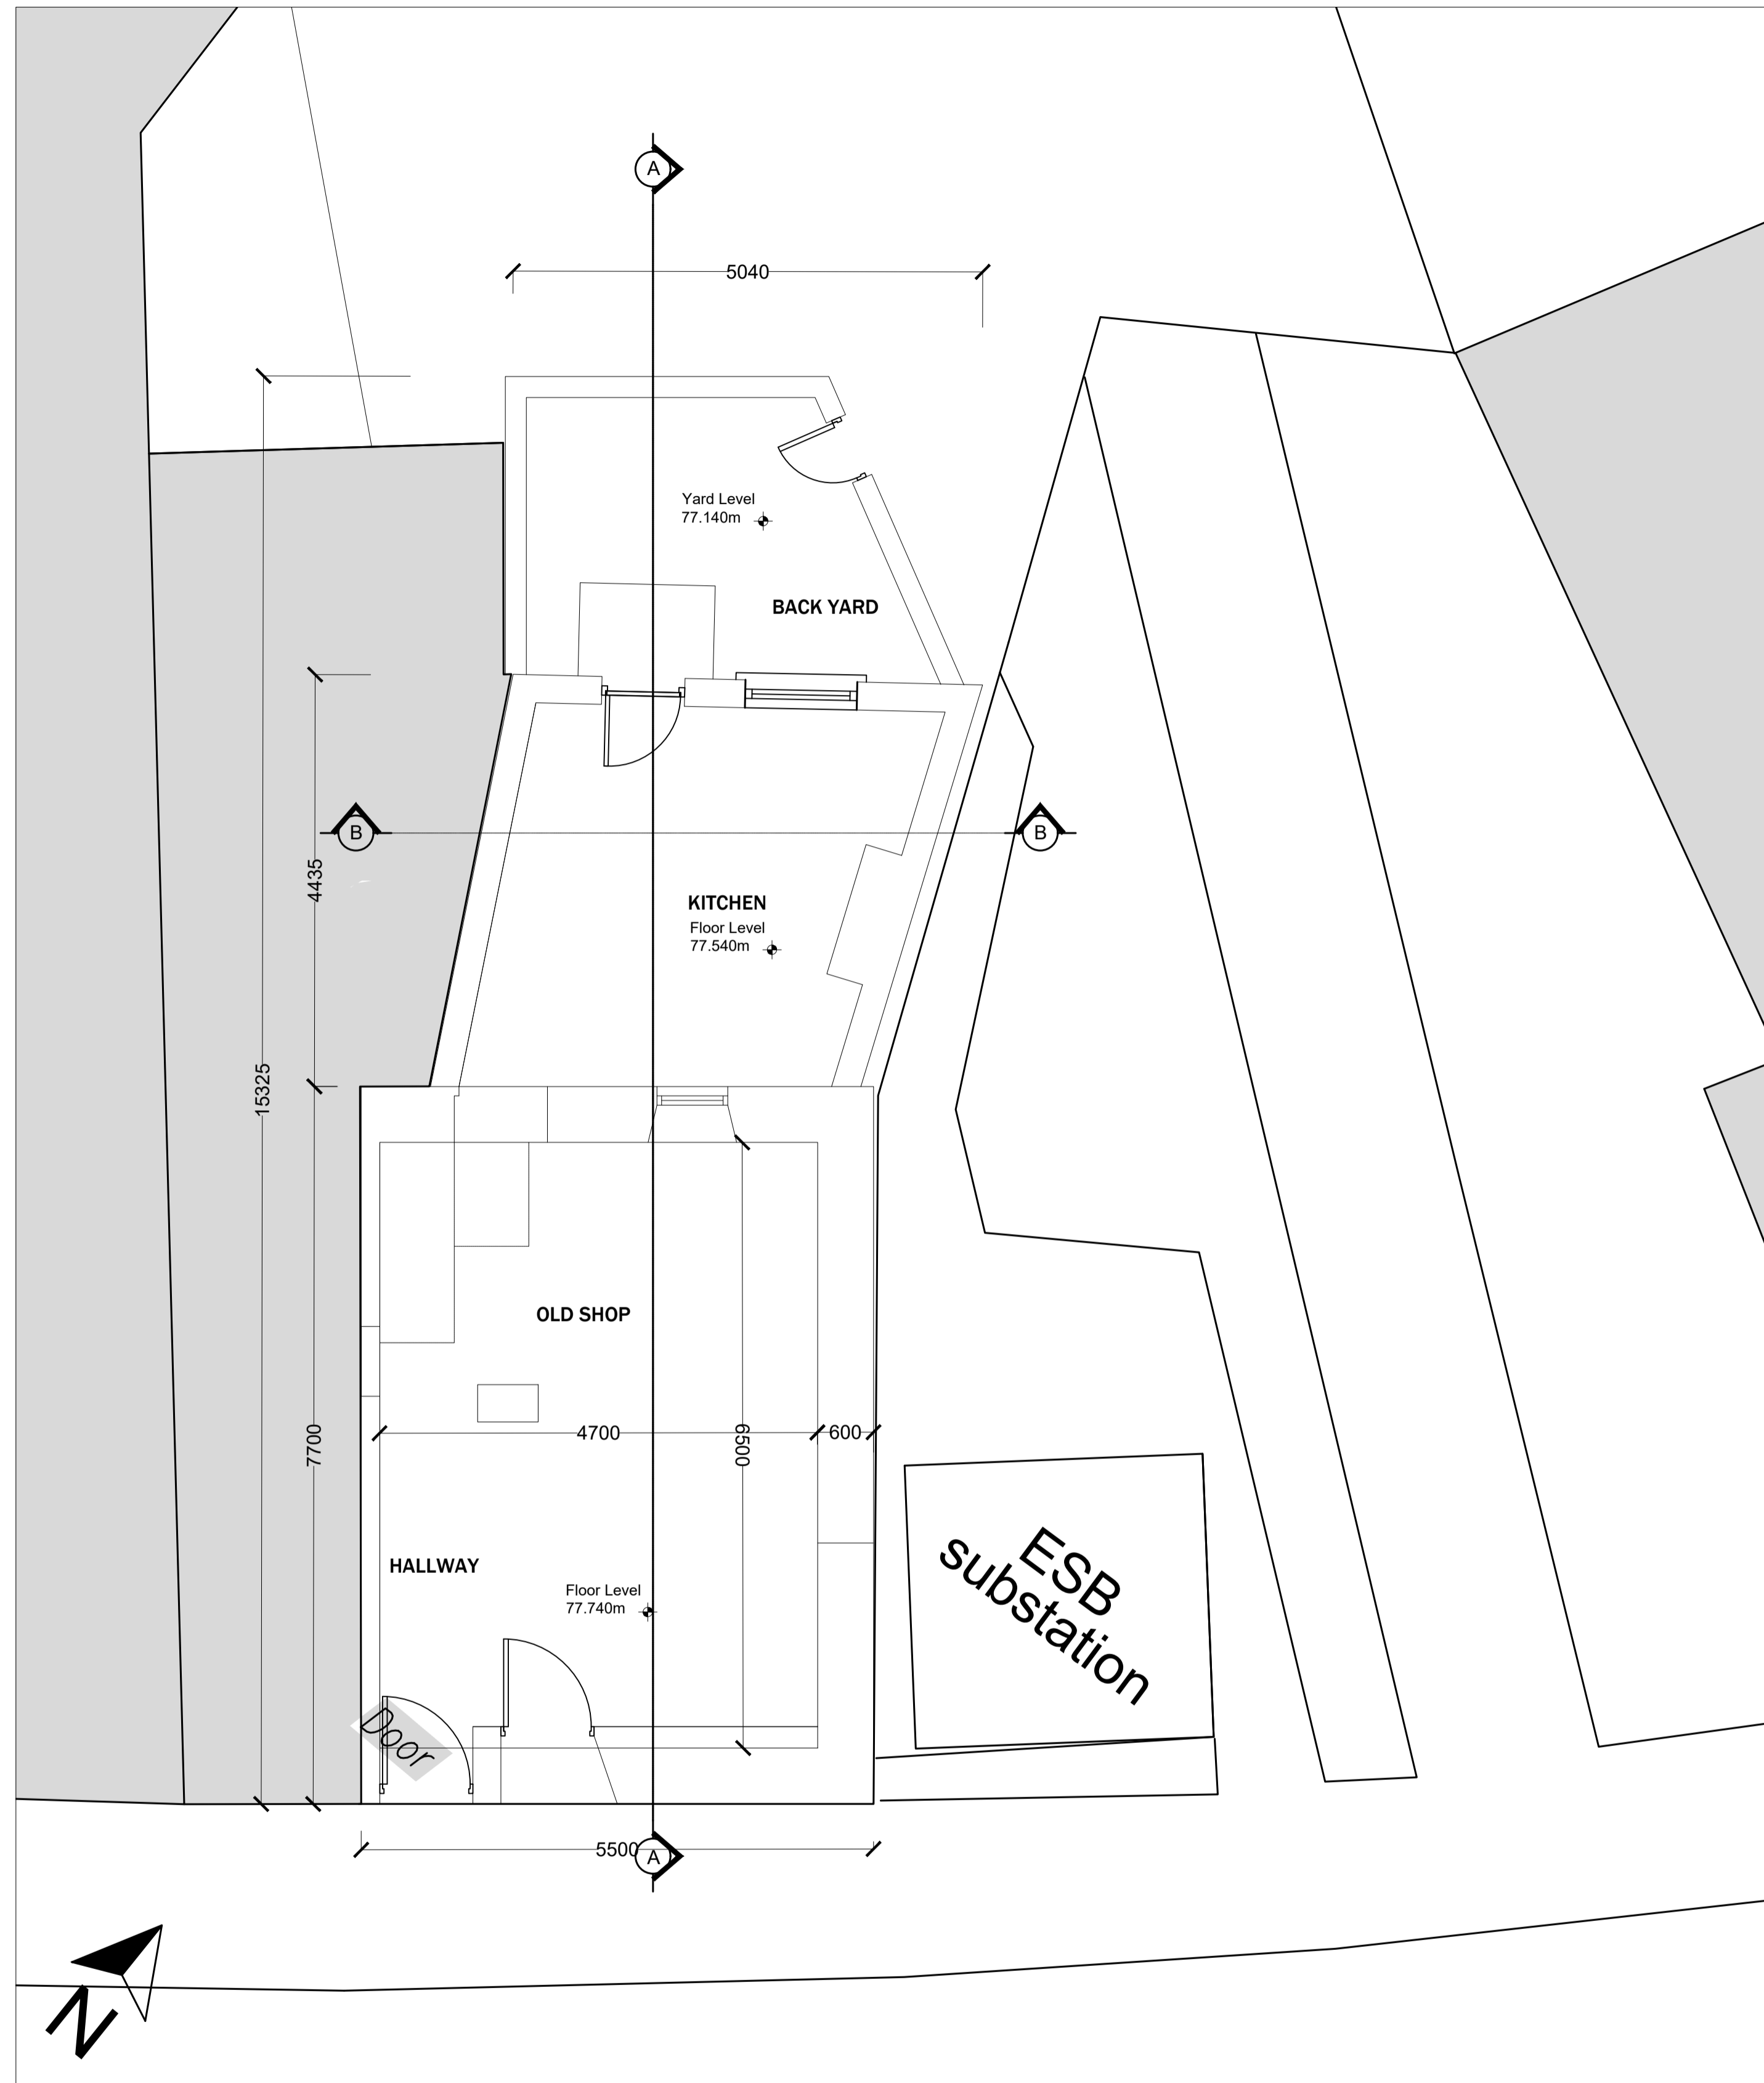 A
5040
Yard Level
77.140m
BACK YARD
B
B
4435
KITCHEN
Floor Level
77.540m
15325
OLD SHOP
7700
4700
6500
600
HALLWAY
Floor Level
77.740m
ESB
substation
Door
5500
A
N